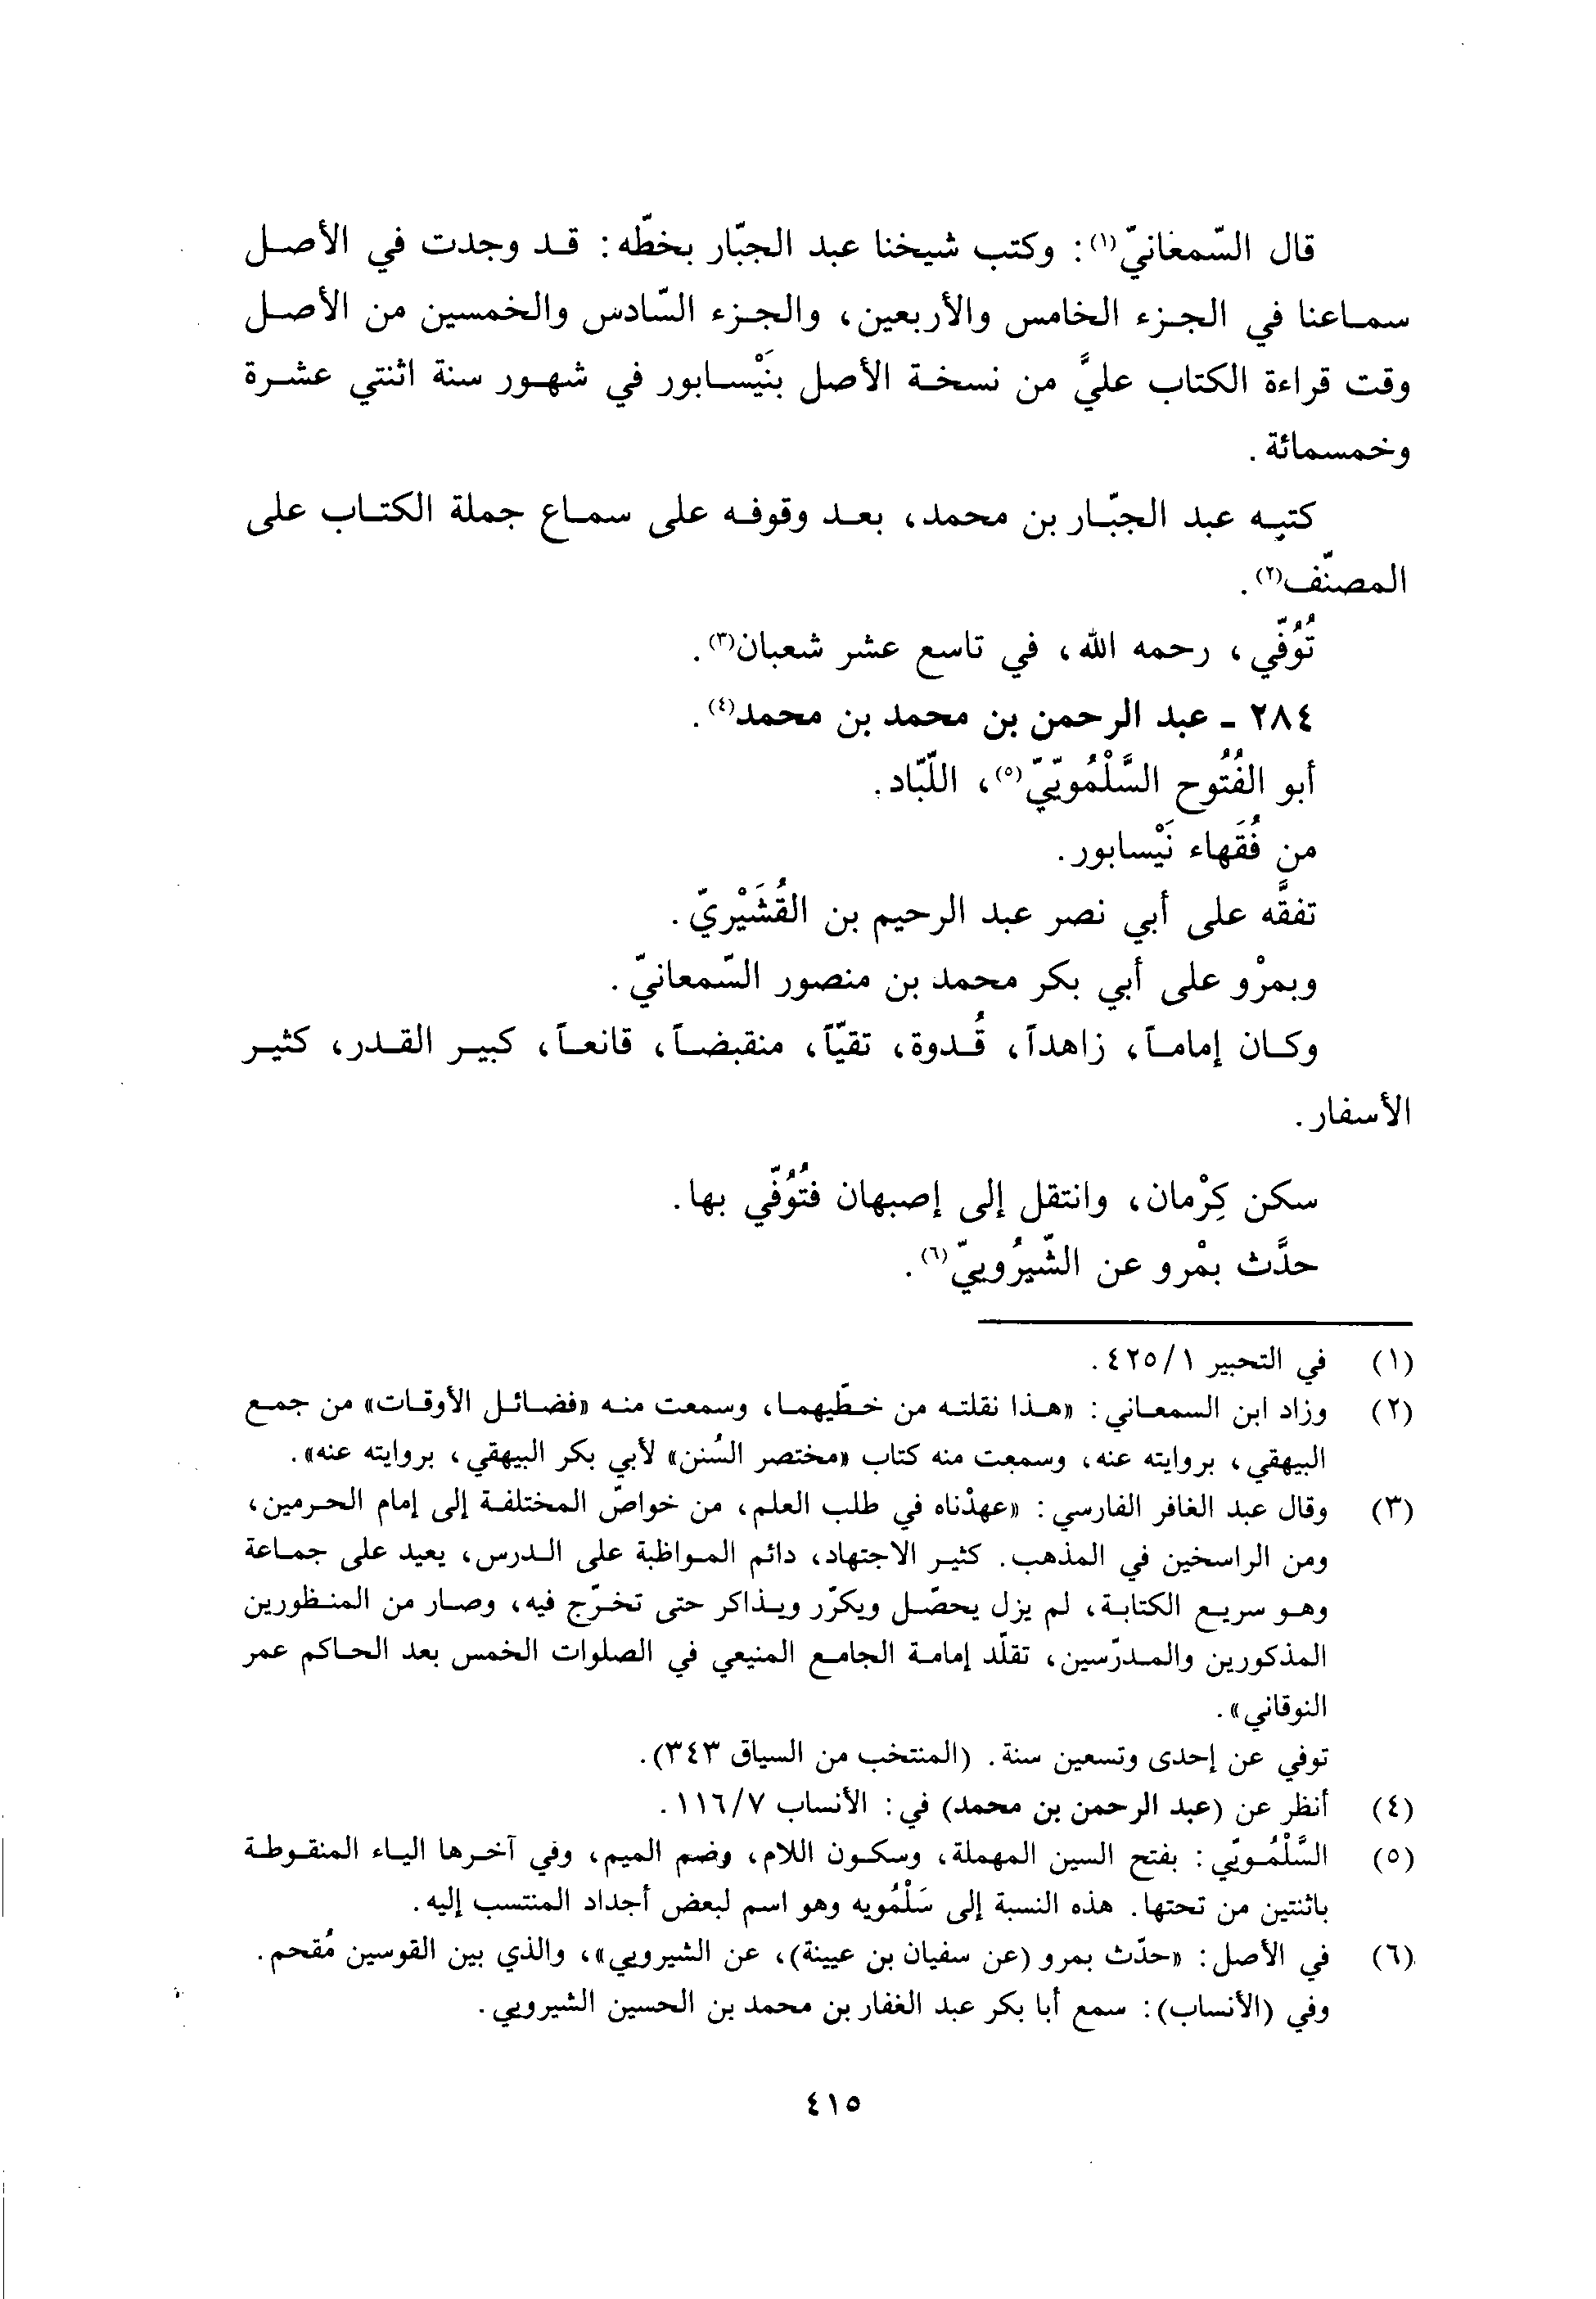 قال السّمعانيّ(١): وكتب شيخنا عبد الجبّار بخطّه: قد وجدت في الأصل
سماعنا في الجزء الخامس والأربعين، والجزء السّادس والخمسين من الأصل
وقت قراءة الكتاب عليَّ من نسخة الأصل بنَيْسابور في شهور سنة اثنتي عشرة
وخمسمائة.
كتبه عبد الجبّار بن محمد، بعد وقوفه على سماع جملة الكتاب على
المصنّف(٢).
تُوُفّي، رحمه الله، في تاسع عشر شعبان(٣).
٢٨٤ - عبد الرحمن بن محمد بن محمد(٤).
أبو الفُتُوح السَّلْمُويّيّ(٥)، اللّبّاد.
من فُقَهاء نَيْسابور.
تفقَّه على أبي نصر عبد الرحيم بن القُشَيْريّ.
وبمرْو على أبي بكر محمد بن منصور السّمعانيّ.
وكان إماماً، زاهداً، قُدوة، تقيّاً، منقبضاً، قانعاً، كبير القدر، كثير
الأسفار.
سكن كِرْمان، وانتقل إلى إصبهان فتُوُفّي بها.
حدَّث بمْرو عن الشّيرُوييّ(٦).
(١) في التحبير ٤٢٥/١.
(٢) وزاد ابن السمعاني: «هذا نقلته من خطّيهما، وسمعت منه «فضائل الأوقات» من جمع
البيهقي، بروايته عنه، وسمعت منه كتاب «مختصر السُنن» لأبي بكر البيهقي، بروايته عنه».
(٣) وقال عبد الغافر الفارسي: «عهدْناه في طلب العلم، من خواصّ المختلفة إلى إمام الحرمين،
ومن الراسخين في المذهب. كثير الاجتهاد، دائم المواظبة على الدرس، يعيد على جماعة
وهو سريع الكتابة، لم يزل يحصّل ويكرّر ويذاكر حتى تخرّج فيه، وصار من المنظورين
المذكورين والمدرّسين، تقلّد إمامة الجامع المنيعي في الصلوات الخمس بعد الحاكم عمر
النوقاني».
توفي عن إحدى وتسعين سنة. (المنتخب من السياق ٣٤٣).
(٤) أنظر عن (عبد الرحمن بن محمد) في: الأنساب ١١٦/٧.
(٥) السَّلْمُويّي: بفتح السين المهملة، وسكون اللام، وضم الميم، وفي آخرها الياء المنقوطة
باثنتين من تحتها. هذه النسبة إلى سَلْمُويه وهو اسم لبعض أجداد المنتسب إليه.
(٦) في الأصل: «حدّث بمرو (عن سفيان بن عيينة)، عن الشيرويي»، والذي بين القوسين مُقحم.
وفي (الأنساب): سمع أبا بكر عبد الغفار بن محمد بن الحسين الشيرويي.
٤١٥